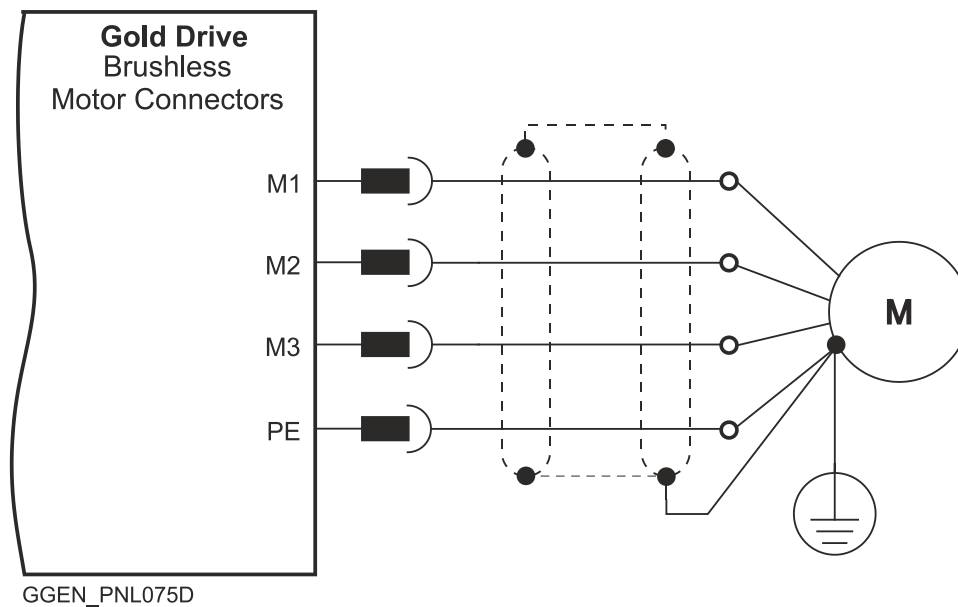 Gold Drive
Brushless
Motor Connectors
M1
M2
M3
PE
M
GGEN_PNL075D